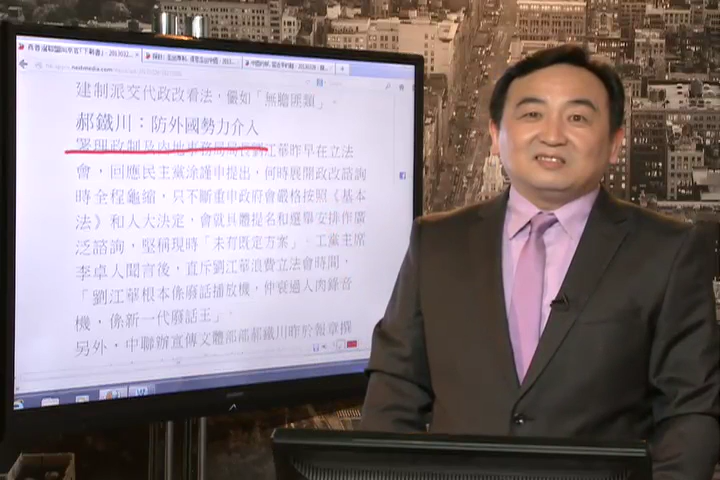 建制派交代政改看法，儼如「無膽匪類」。
郝鐵川：防外國勢力介入
署理政制及內地事務局局長劉江華昨早在立法
會，回應民主黨涂謹申提出，何時展開政改諮詢
時全程龜縮，只不斷重申政府會嚴格按照《基本
法》和人大決定，會就具體提名和選舉安排作廣
泛諮詢，堅稱現時「未有既定方案」。工黨主席
李卓人聞言後，直斥劉江華浪費立法會時間，
「劉江華根本係廢話播放機，仲衰過人肉錄音
機，係新一代廢話王」。
另外，中聯辦宣傳文體部部郝鐵川昨於報章撰